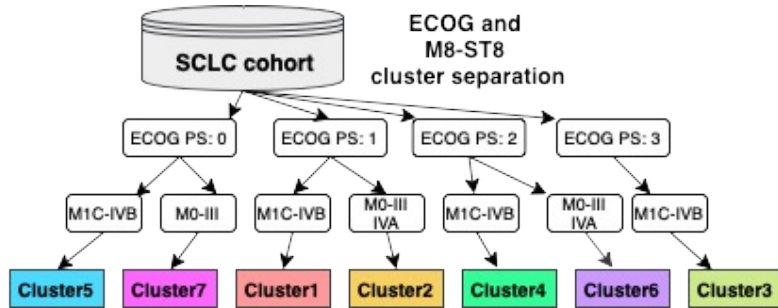 ECOG and
M8-ST8
cluster separation
SCLC cohort
ECOG PS: 0
ECOG PS: 1
ECOG PS: 2
ECOG PS: 3
M1C-IVB
M0-III
M1C-IVB
M0-III
IVA
M1C-IVB
M0-III
IVA
M1C-IVB
Cluster5
Cluster7
Cluster1
Cluster2
Cluster4
Cluster6
Cluster3